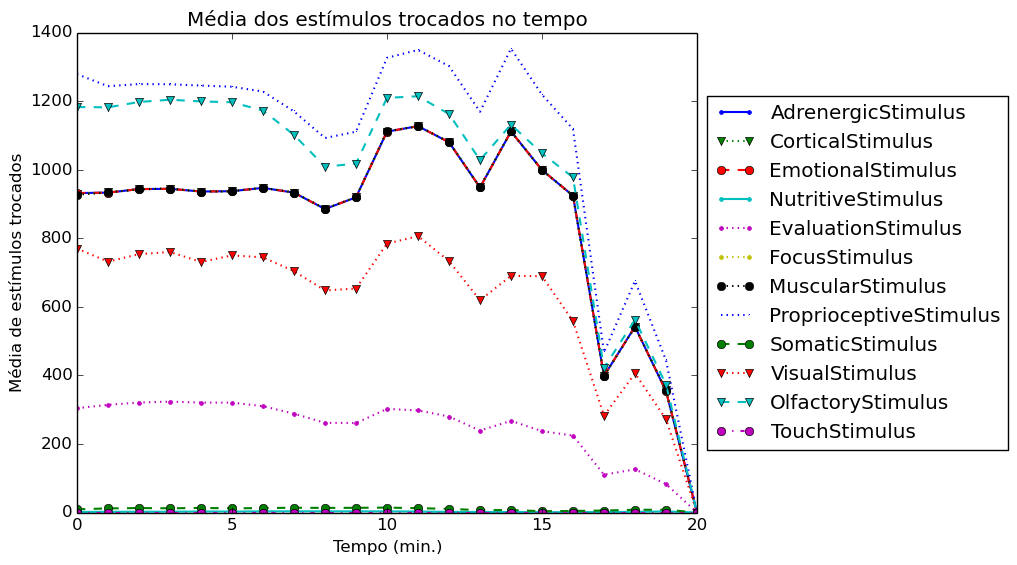 Média dos estímulos trocados no tempo
1400
1200
1000
800
600
400
200
0
Média de estímulos trocados
0 5 10 15 20
Tempo (min.)
AdrenergicStimulus
CorticalStimulus
EmotionalStimulus
NutritiveStimulus
EvaluationStimulus
FocusStimulus
MuscularStimulus
ProprioceptiveStimulus
SomaticStimulus
VisualStimulus
OlfactoryStimulus
TouchStimulus